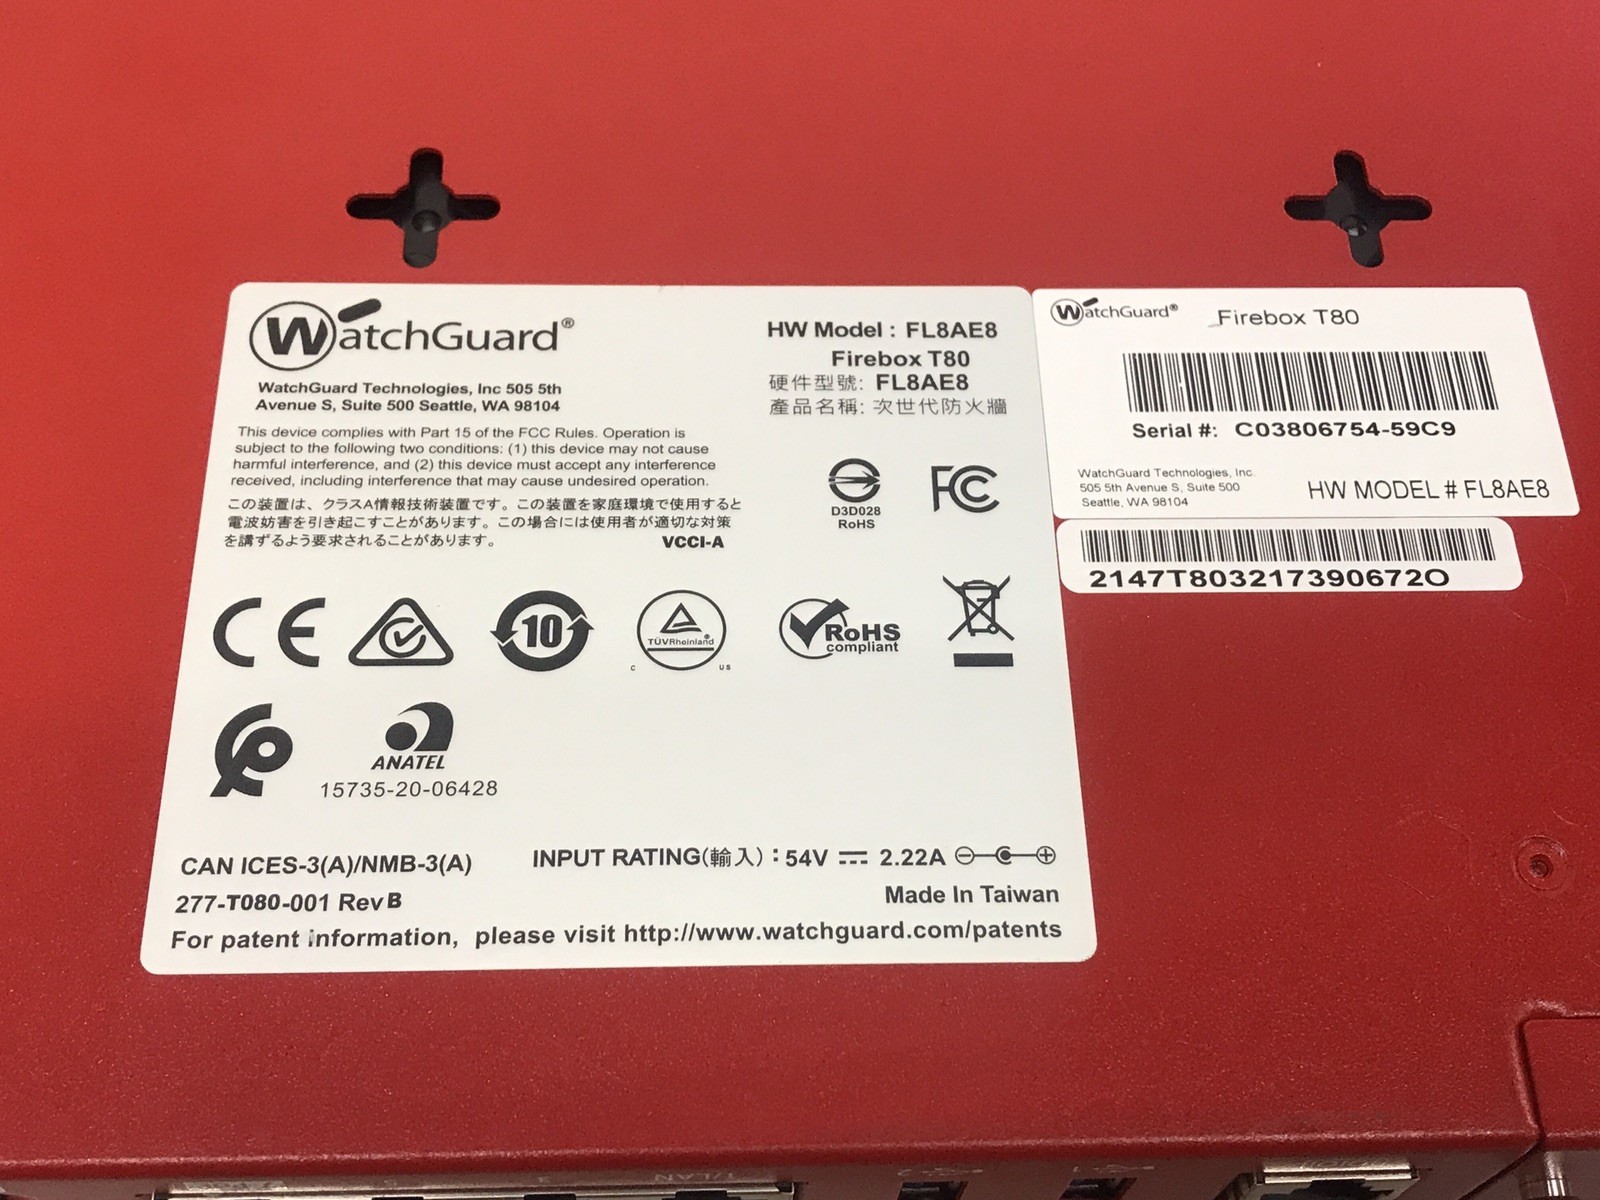 WatchGuard®
WatchGuard Technologies, Inc 505 5th
Avenue S, Suite 500 Seattle, WA 98104
This device complies with Part 15 of the FCC Rules. Operation is
subject to the following two conditions: (1) this device may not cause
harmful interference, and (2) this device must accept any interference
received, including interference that may cause undesired operation.
この装置は、クラスA情報技術装置です。この装置を家庭環境で使用すると
電波妨害を引き起こすことがあります。この場合には使用者が適切な対策
を講ずるよう要求されることがあります。
VCCI-A
HW Model : FL8AE8
Firebox T80
硬件型號: FL8AE8
產品名稱: 次世代防火牆
D3D028
RoHS
FC
CE
10
TÜVRheinland®
C US
RoHS
compliant
ANATEL
15735-20-06428
CAN ICES-3(A)/NMB-3(A)
INPUT RATING(輸入) : 54V 2.22A
277-T080-001 Rev B
Made In Taiwan
For patent information, please visit http://www.watchguard.com/patents
WatchGuard® Firebox T80
Serial #: C03806754-59C9
WatchGuard Technologies, Inc.
505 5th Avenue S, Suite 500
Seattle, WA 98104
HW MODEL # FL8AE8
2147T80321739067​2O